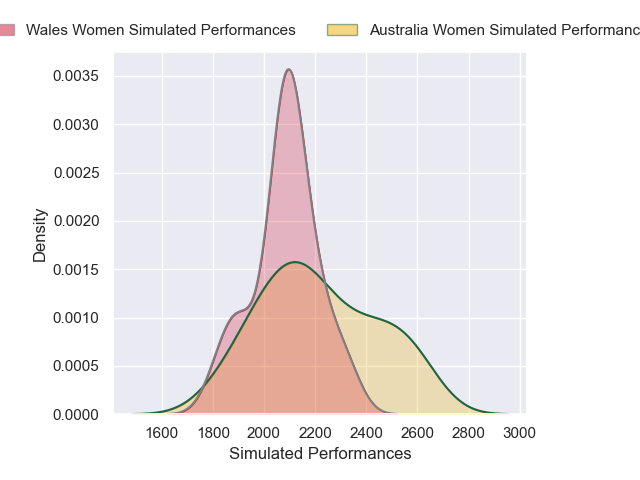 Wales Women Simulated Performances
Australia Women Simulated Performanc
0.0035
0.0030
0.0025
0.0020
0.0015
0.0010
0.0005
0.0000
Density
1600 1800 2000 2200 2400 2600 2800 3000
Simulated Performances